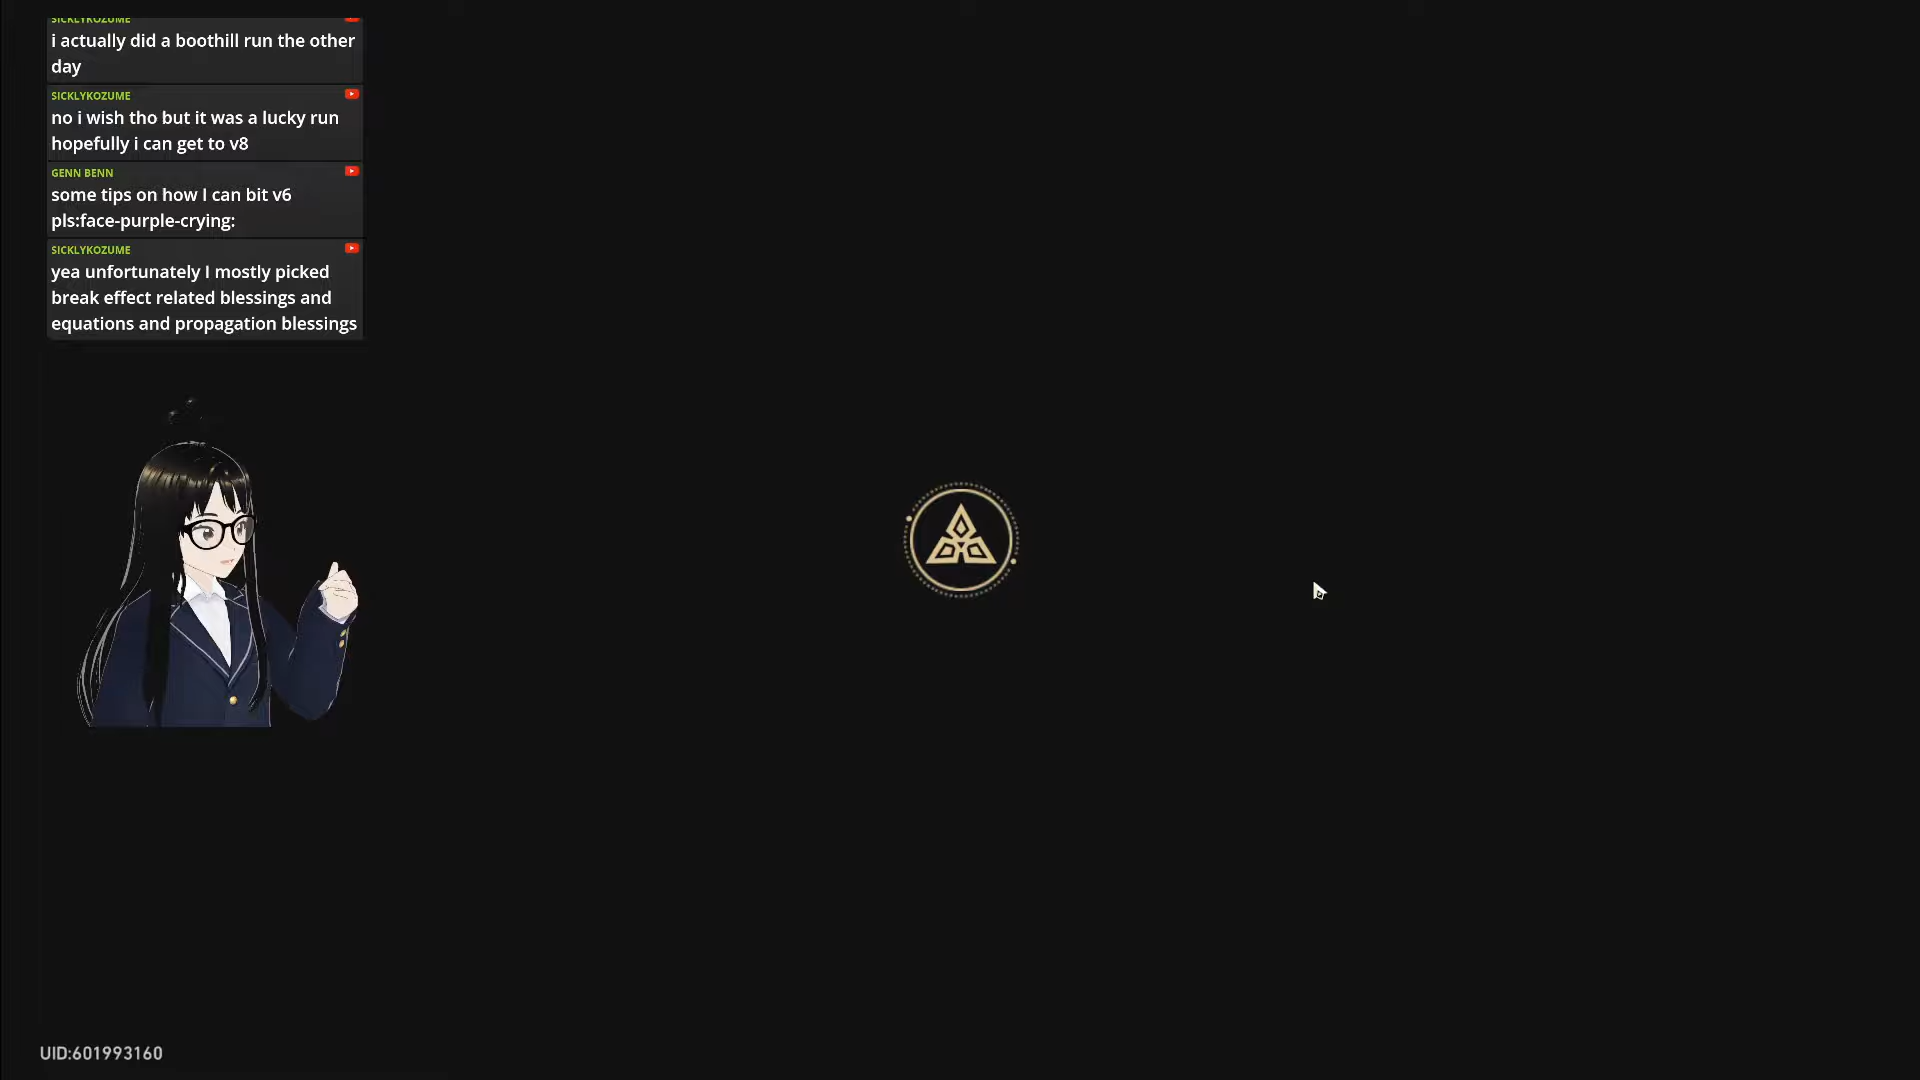 SICKLYKOZUME
i actually did a boothill run the other
day
SICKLYKOZUME
no i wish tho but it was a lucky run
hopefully i can get to v8
GENN BENN
some tips on how I can bit v6
pls:face-purple-crying:
SICKLYKOZUME
yea unfortunately I mostly picked
break effect related blessings and
equations and propagation blessings
UID:601993160